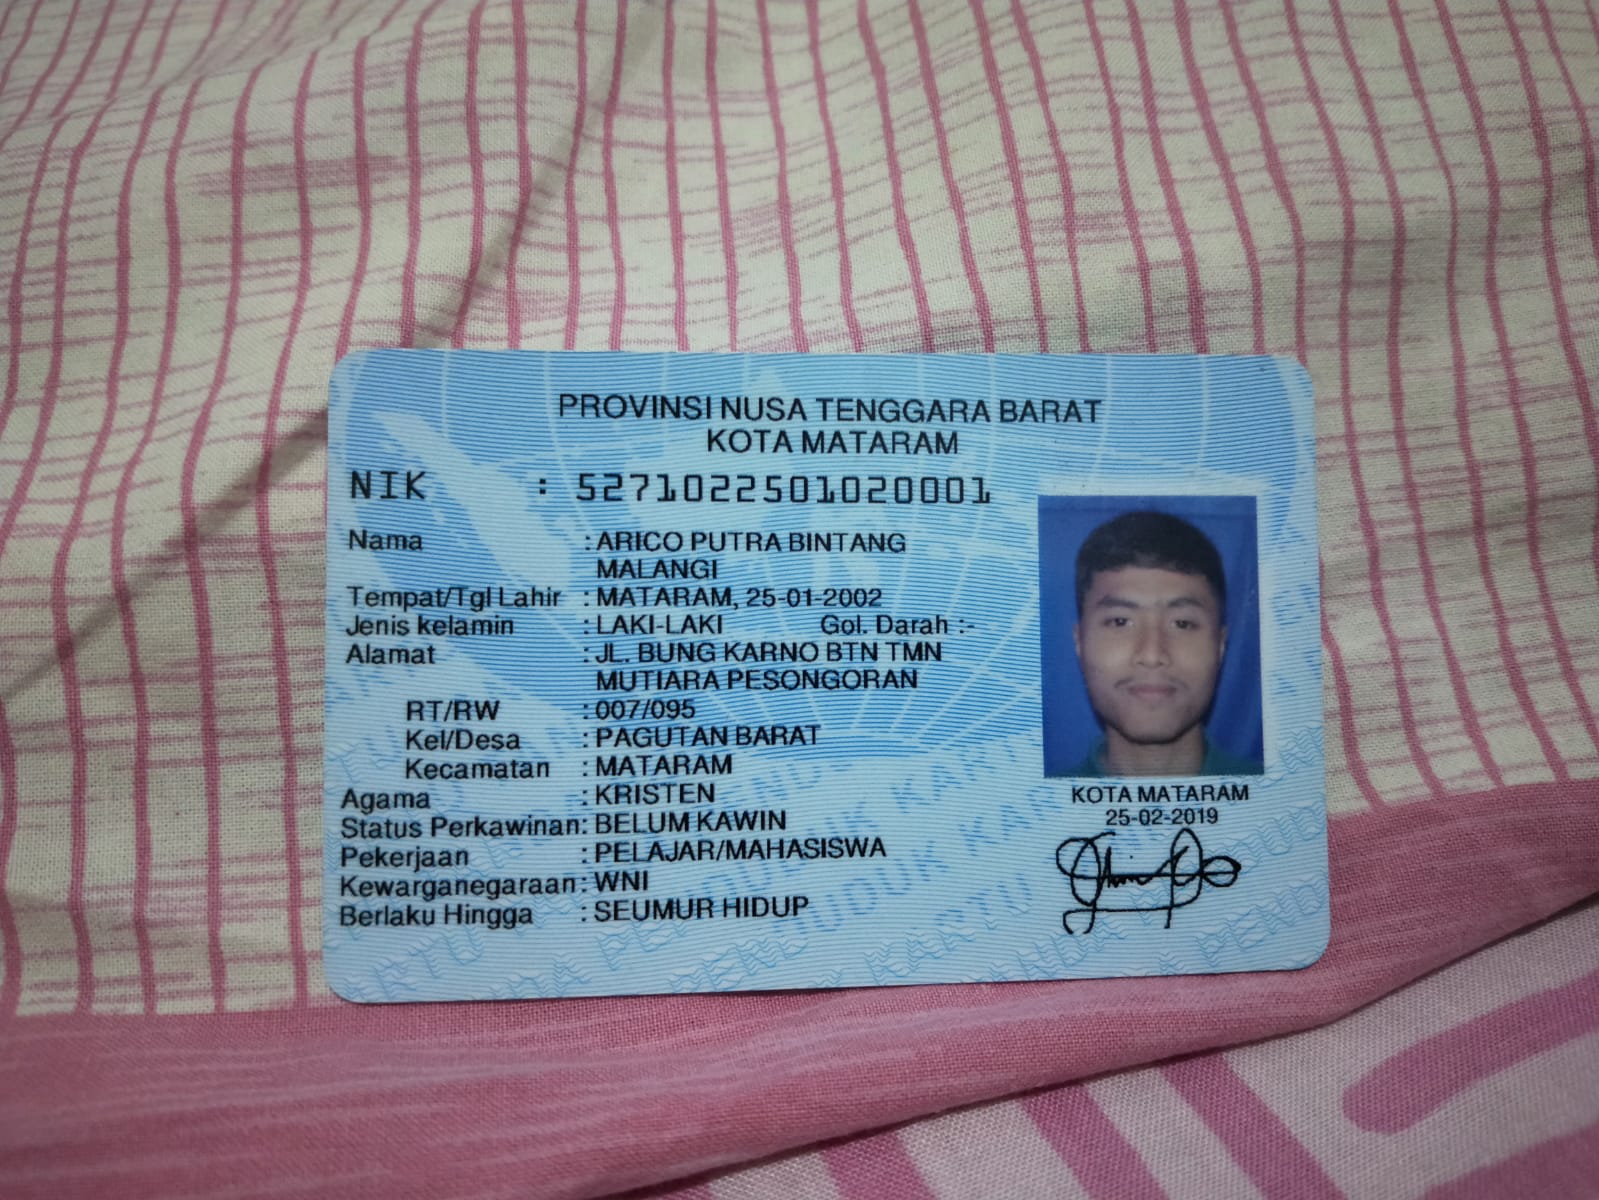 PROVINSI NUSA TENGGARA BARAT
KOTA MATARAM
NIK : 5271022501020001
Nama : ARICO PUTRA BINTANG
MALANGI
Tempat/Tgl Lahir : MATARAM, 25-01-2002
Jenis kelamin : LAKI-LAKI Gol. Darah :-
Alamat : JL. BUNG KARNO BTN TMN
MUTIARA PESONGORAN
RT/RW : 007/095
Kel/Desa : PAGUTAN BARAT
Kecamatan : MATARAM
Agama : KRISTEN
Status Perkawinan: BELUM KAWIN
Pekerjaan : PELAJAR/MAHASISWA
Kewarganegaraan: WNI
Berlaku Hingga : SEUMUR HIDUP
KOTA MATARAM
25-02-2019